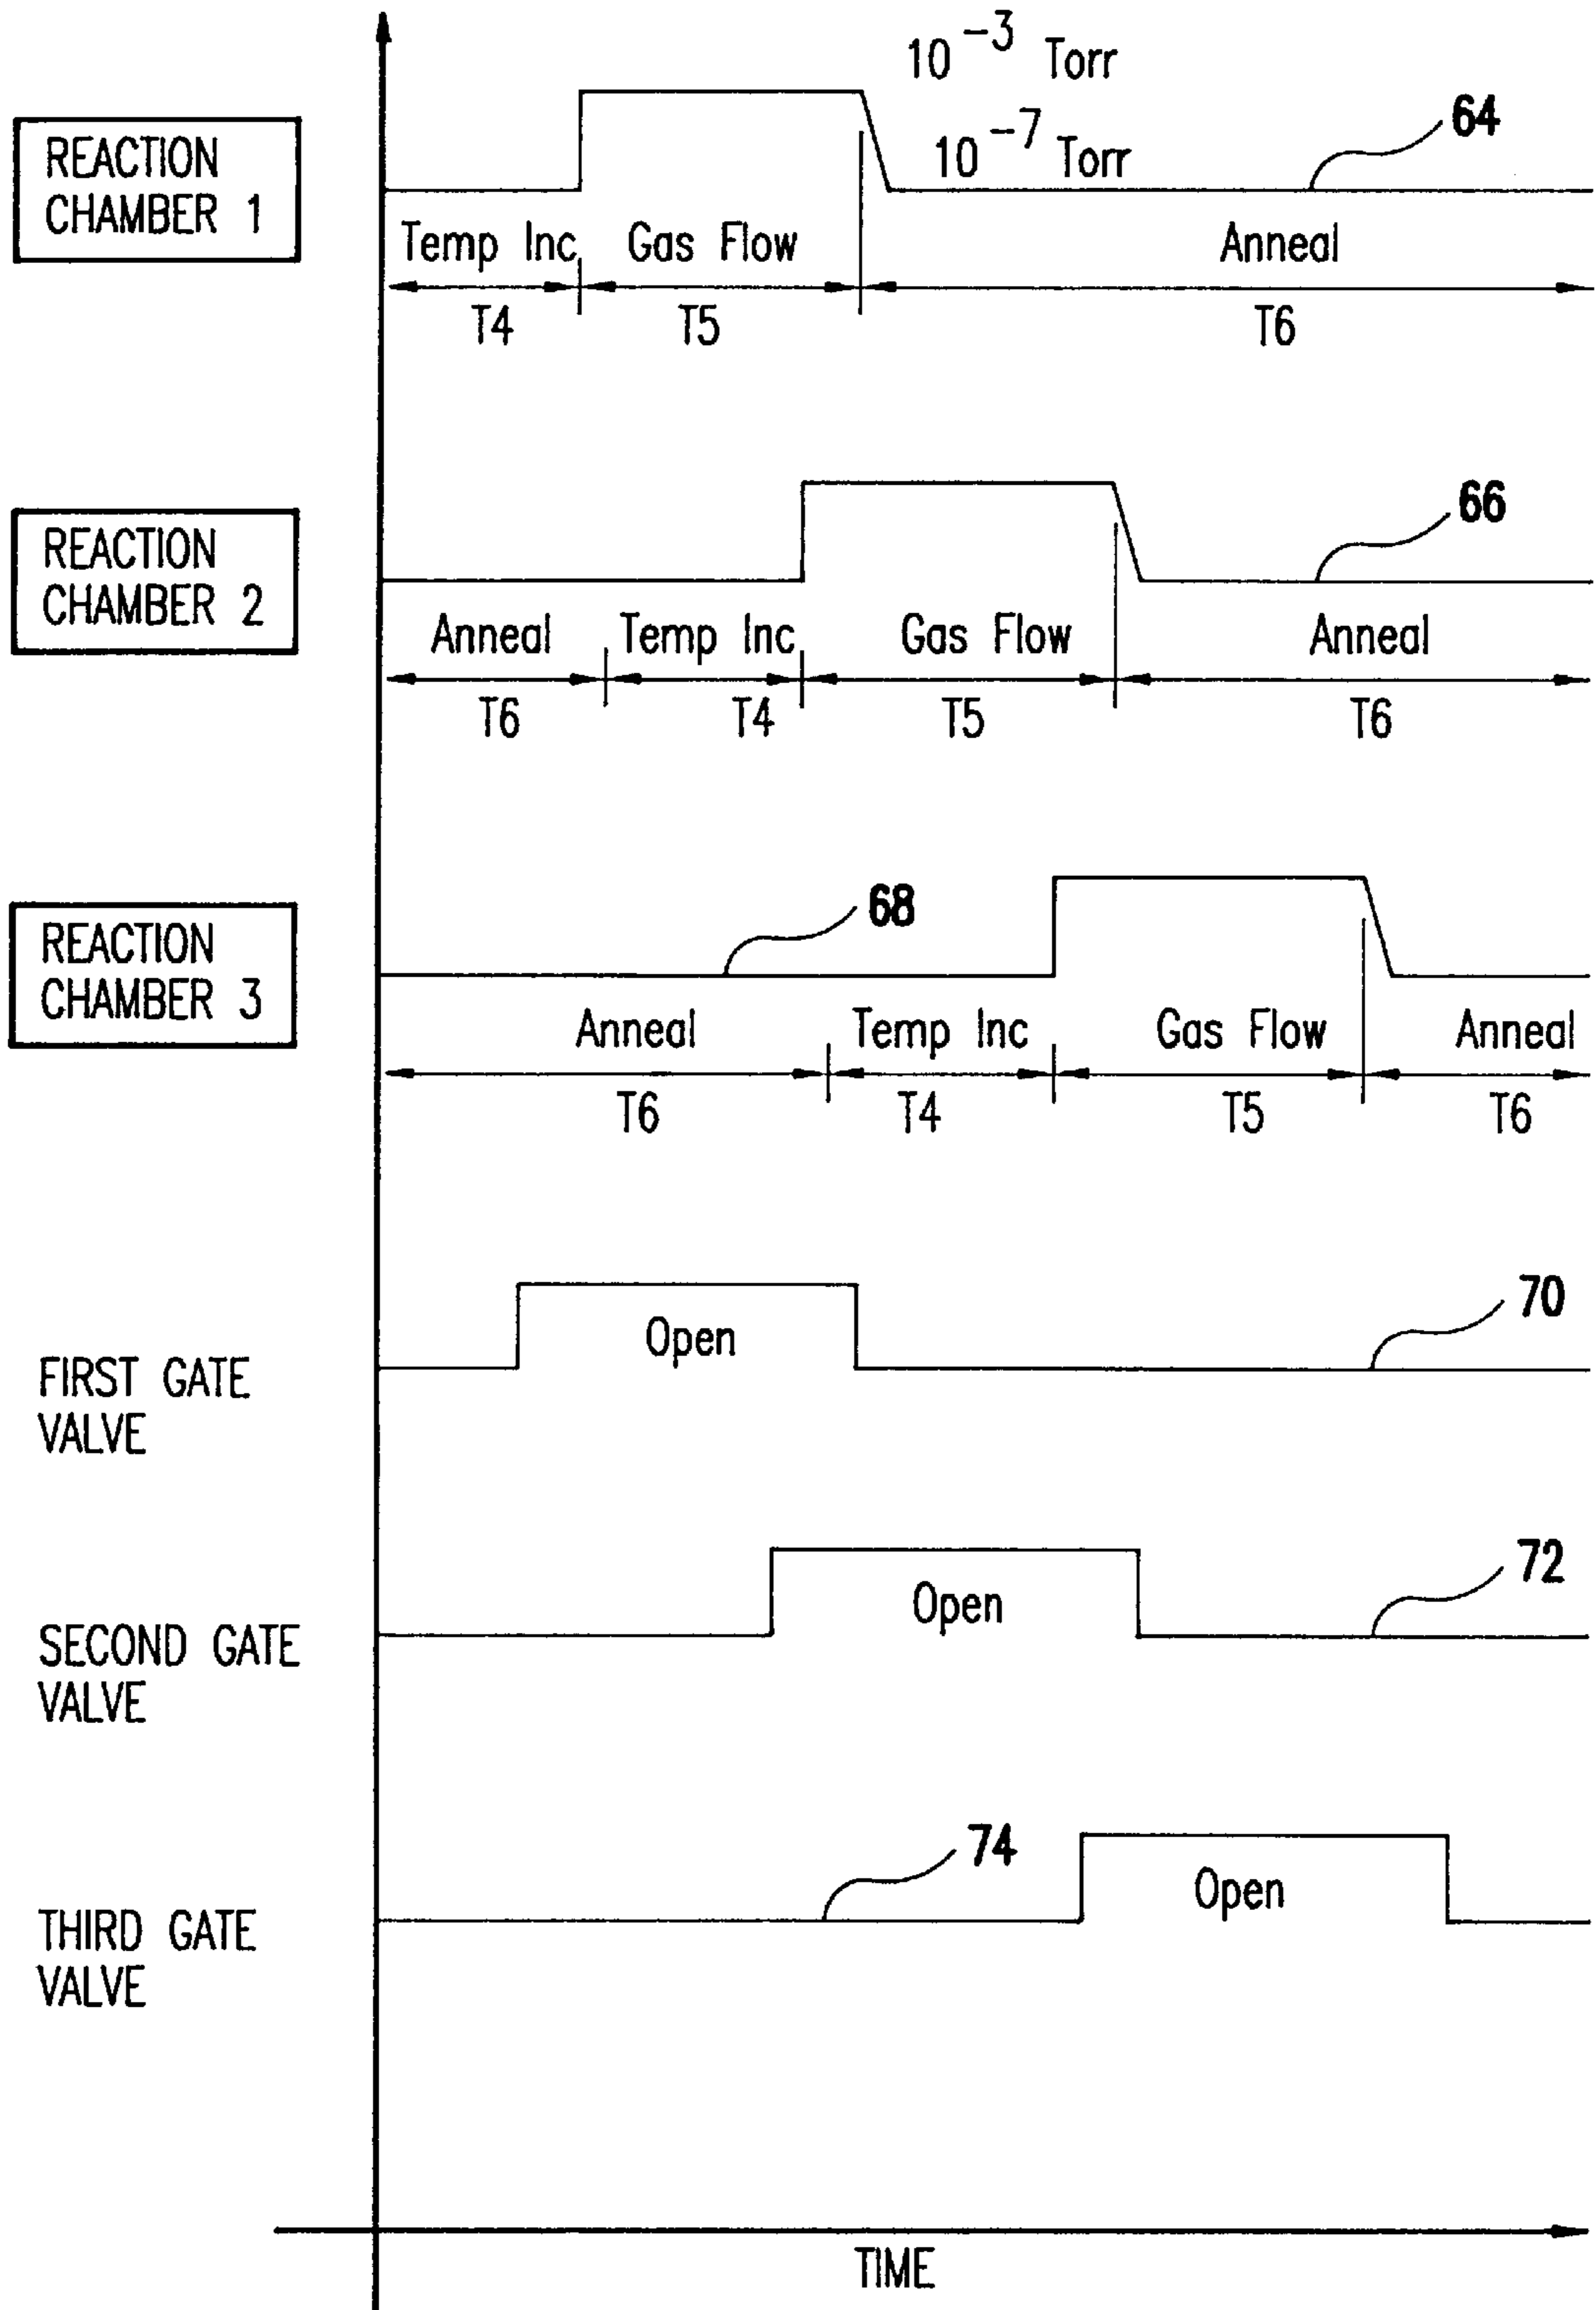 10⁻³ Torr
REACTION
CHAMBER 1
10⁻⁷ Torr
64
Temp Inc Gas Flow Anneal
T4 T5 T6
REACTION
CHAMBER 2
66
Anneal Temp Inc Gas Flow Anneal
T6 T4 T5 T6
REACTION
CHAMBER 3
68
Anneal Temp Inc Gas Flow Anneal
T6 T4 T5 T6
FIRST GATE
VALVE
Open
70
SECOND GATE
VALVE
Open
72
THIRD GATE
VALVE
74
Open
TIME